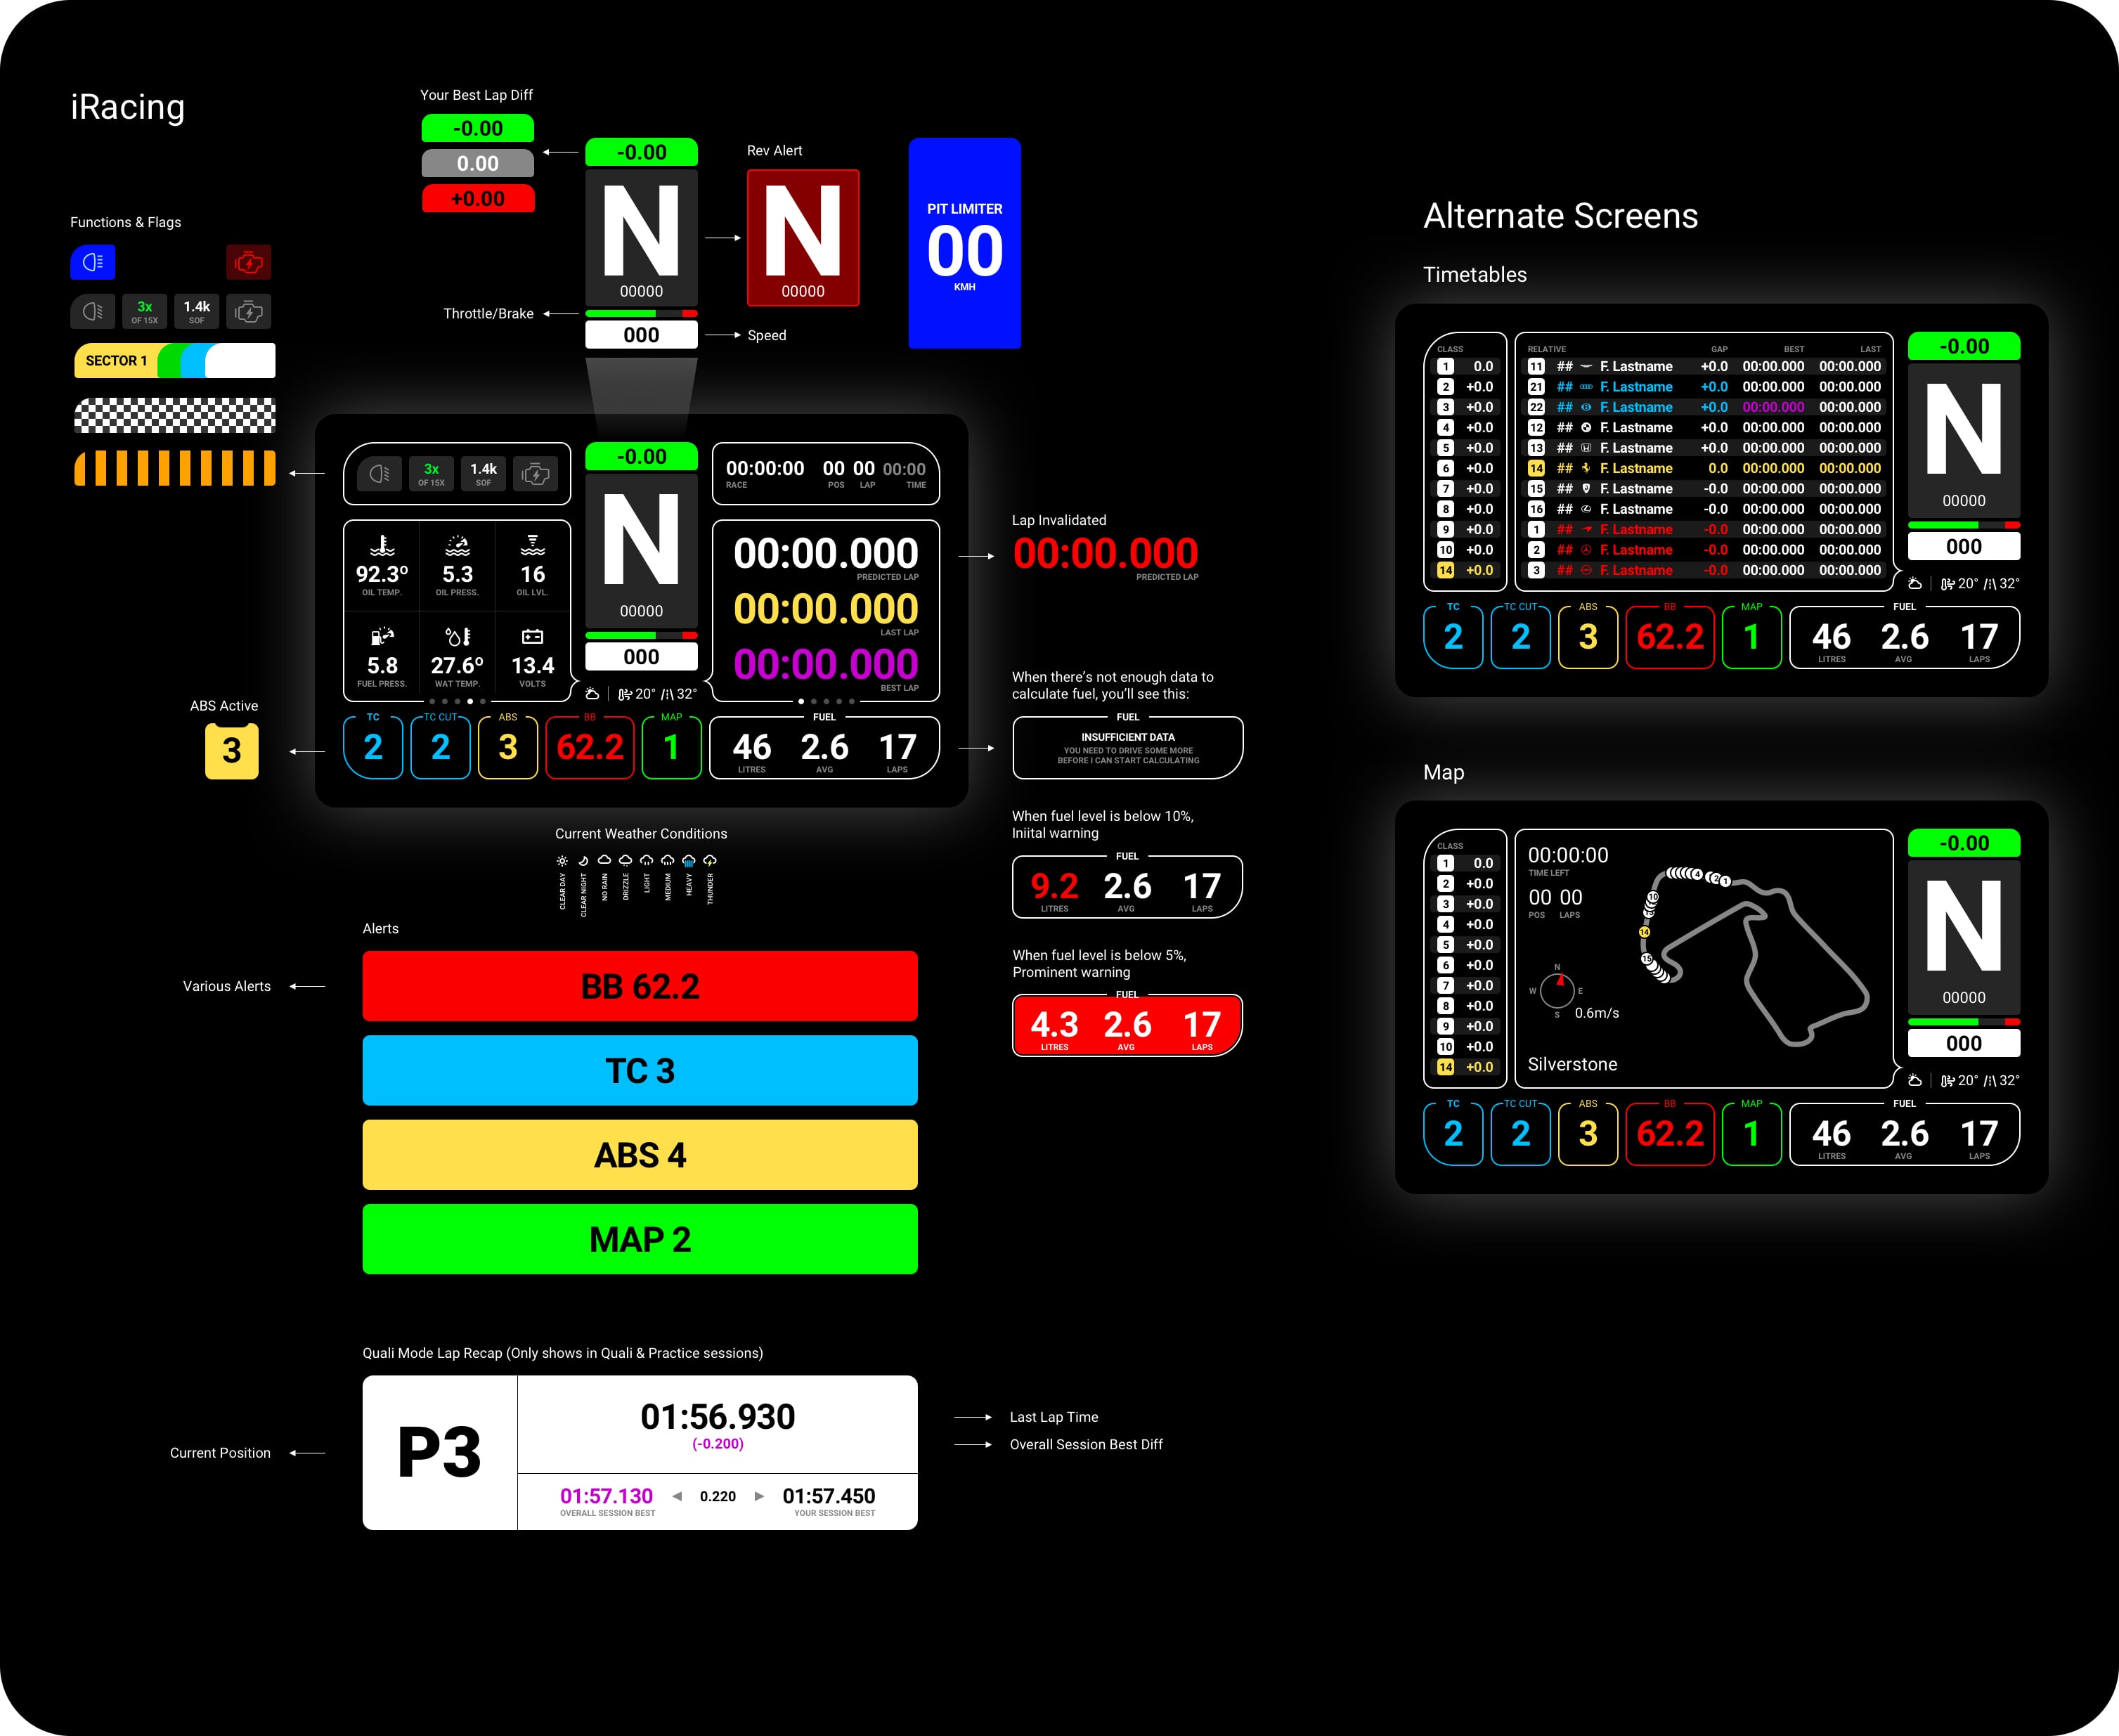 iRacing
Your Best Lap Diff
-0.00
0.00
+0.00
-0.00
N
00000
000
Rev Alert
N
00000
Throttle/Brake
Speed
PIT LIMITER
00
KMH
Functions & Flags
3x
OF 15X
1.4k
SOF
SECTOR 1
3x
OF 15X
1.4k
SOF
-0.00
N
00000
000
20° 32°
00:00:00 00 00 00:00
RACE POS LAP TIME
92.3º 5.3 16
OIL TEMP. OIL PRESS. OIL LVL.
5.8 27.6º 13.4
FUEL PRESS. WAT TEMP. VOLTS
00:00.000
PREDICTED LAP
00:00.000
LAST LAP
00:00.000
BEST LAP
TC TC CUT ABS BB MAP FUEL
2 2 3 62.2 1 46 2.6 17
LITRES AVG LAPS
Lap Invalidated
00:00.000
PREDICTED LAP
ABS Active
3
When there's not enough data to
calculate fuel, you'll see this:
FUEL
INSUFFICIENT DATA
YOU NEED TO DRIVE SOME MORE
BEFORE I CAN START CALCULATING
When fuel level is below 10%,
Iniital warning
FUEL
9.2 2.6 17
LITRES AVG LAPS
When fuel level is below 5%,
Prominent warning
FUEL
4.3 2.6 17
LITRES AVG LAPS
Current Weather Conditions
CLEAR DAY
CLEAR NIGHT
NO RAIN
DRIZZLE
LIGHT
MEDIUM
HEAVY
THUNDER
Alerts
Various Alerts
BB 62.2
TC 3
ABS 4
MAP 2
Quali Mode Lap Recap (Only shows in Quali & Practice sessions)
Current Position
P3
01:56.930
(-0.200)
01:57.130 0.220 01:57.450
OVERALL SESSION BEST YOUR SESSION BEST
Last Lap Time
Overall Session Best Diff
Alternate Screens
Timetables
CLASS
1 0.0
2 +0.0
3 +0.0
4 +0.0
5 +0.0
6 +0.0
7 +0.0
8 +0.0
9 +0.0
10 +0.0
14 +0.0
RELATIVE GAP BEST LAST
11 ## F. Lastname +0.0 00:00.000 00:00.000
21 ## F. Lastname +0.0 00:00.000 00:00.000
22 ## F. Lastname +0.0 00:00.000 00:00.000
12 ## F. Lastname +0.0 00:00.000 00:00.000
13 ## F. Lastname +0.0 00:00.000 00:00.000
14 ## F. Lastname 0.0 00:00.000 00:00.000
15 ## F. Lastname -0.0 00:00.000 00:00.000
16 ## F. Lastname -0.0 00:00.000 00:00.000
1 ## F. Lastname -0.0 00:00.000 00:00.000
2 ## F. Lastname -0.0 00:00.000 00:00.000
3 ## F. Lastname -0.0 00:00.000 00:00.000
-0.00
N
00000
000
20° 32°
TC TC CUT ABS BB MAP FUEL
2 2 3 62.2 1 46 2.6 17
LITRES AVG LAPS
Map
CLASS
1 0.0
2 +0.0
3 +0.0
4 +0.0
5 +0.0
6 +0.0
7 +0.0
8 +0.0
9 +0.0
10 +0.0
14 +0.0
00:00:00
TIME LEFT
00 00
POS LAPS
4 2 1
10
14
15
N
W E
S
0.6m/s
Silverstone
-0.00
N
00000
000
20° 32°
TC TC CUT ABS BB MAP FUEL
2 2 3 62.2 1 46 2.6 17
LITRES AVG LAPS